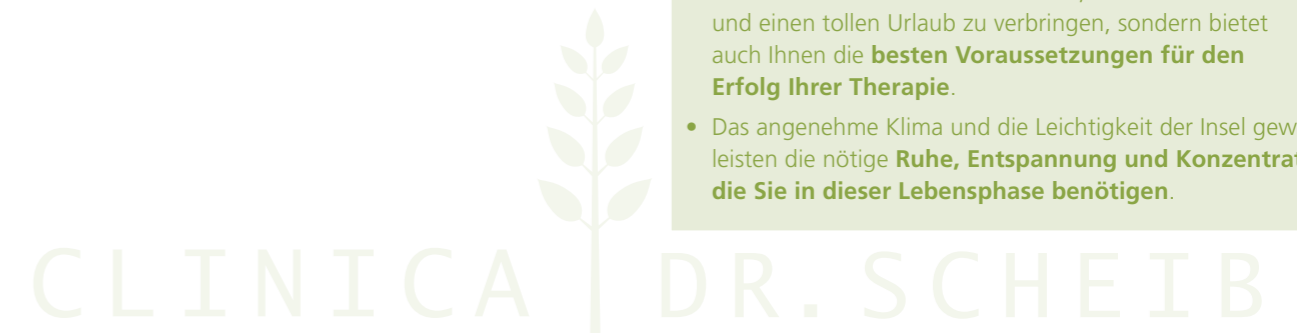 und einen tollen Urlaub zu verbringen, sondern bietet
auch Ihnen die besten Voraussetzungen für den
Erfolg Ihrer Therapie.
• Das angenehme Klima und die Leichtigkeit der Insel gew
leisten die nötige Ruhe, Entspannung und Konzentrat
die Sie in dieser Lebensphase benötigen.
CLINICA DR. SCHEIB